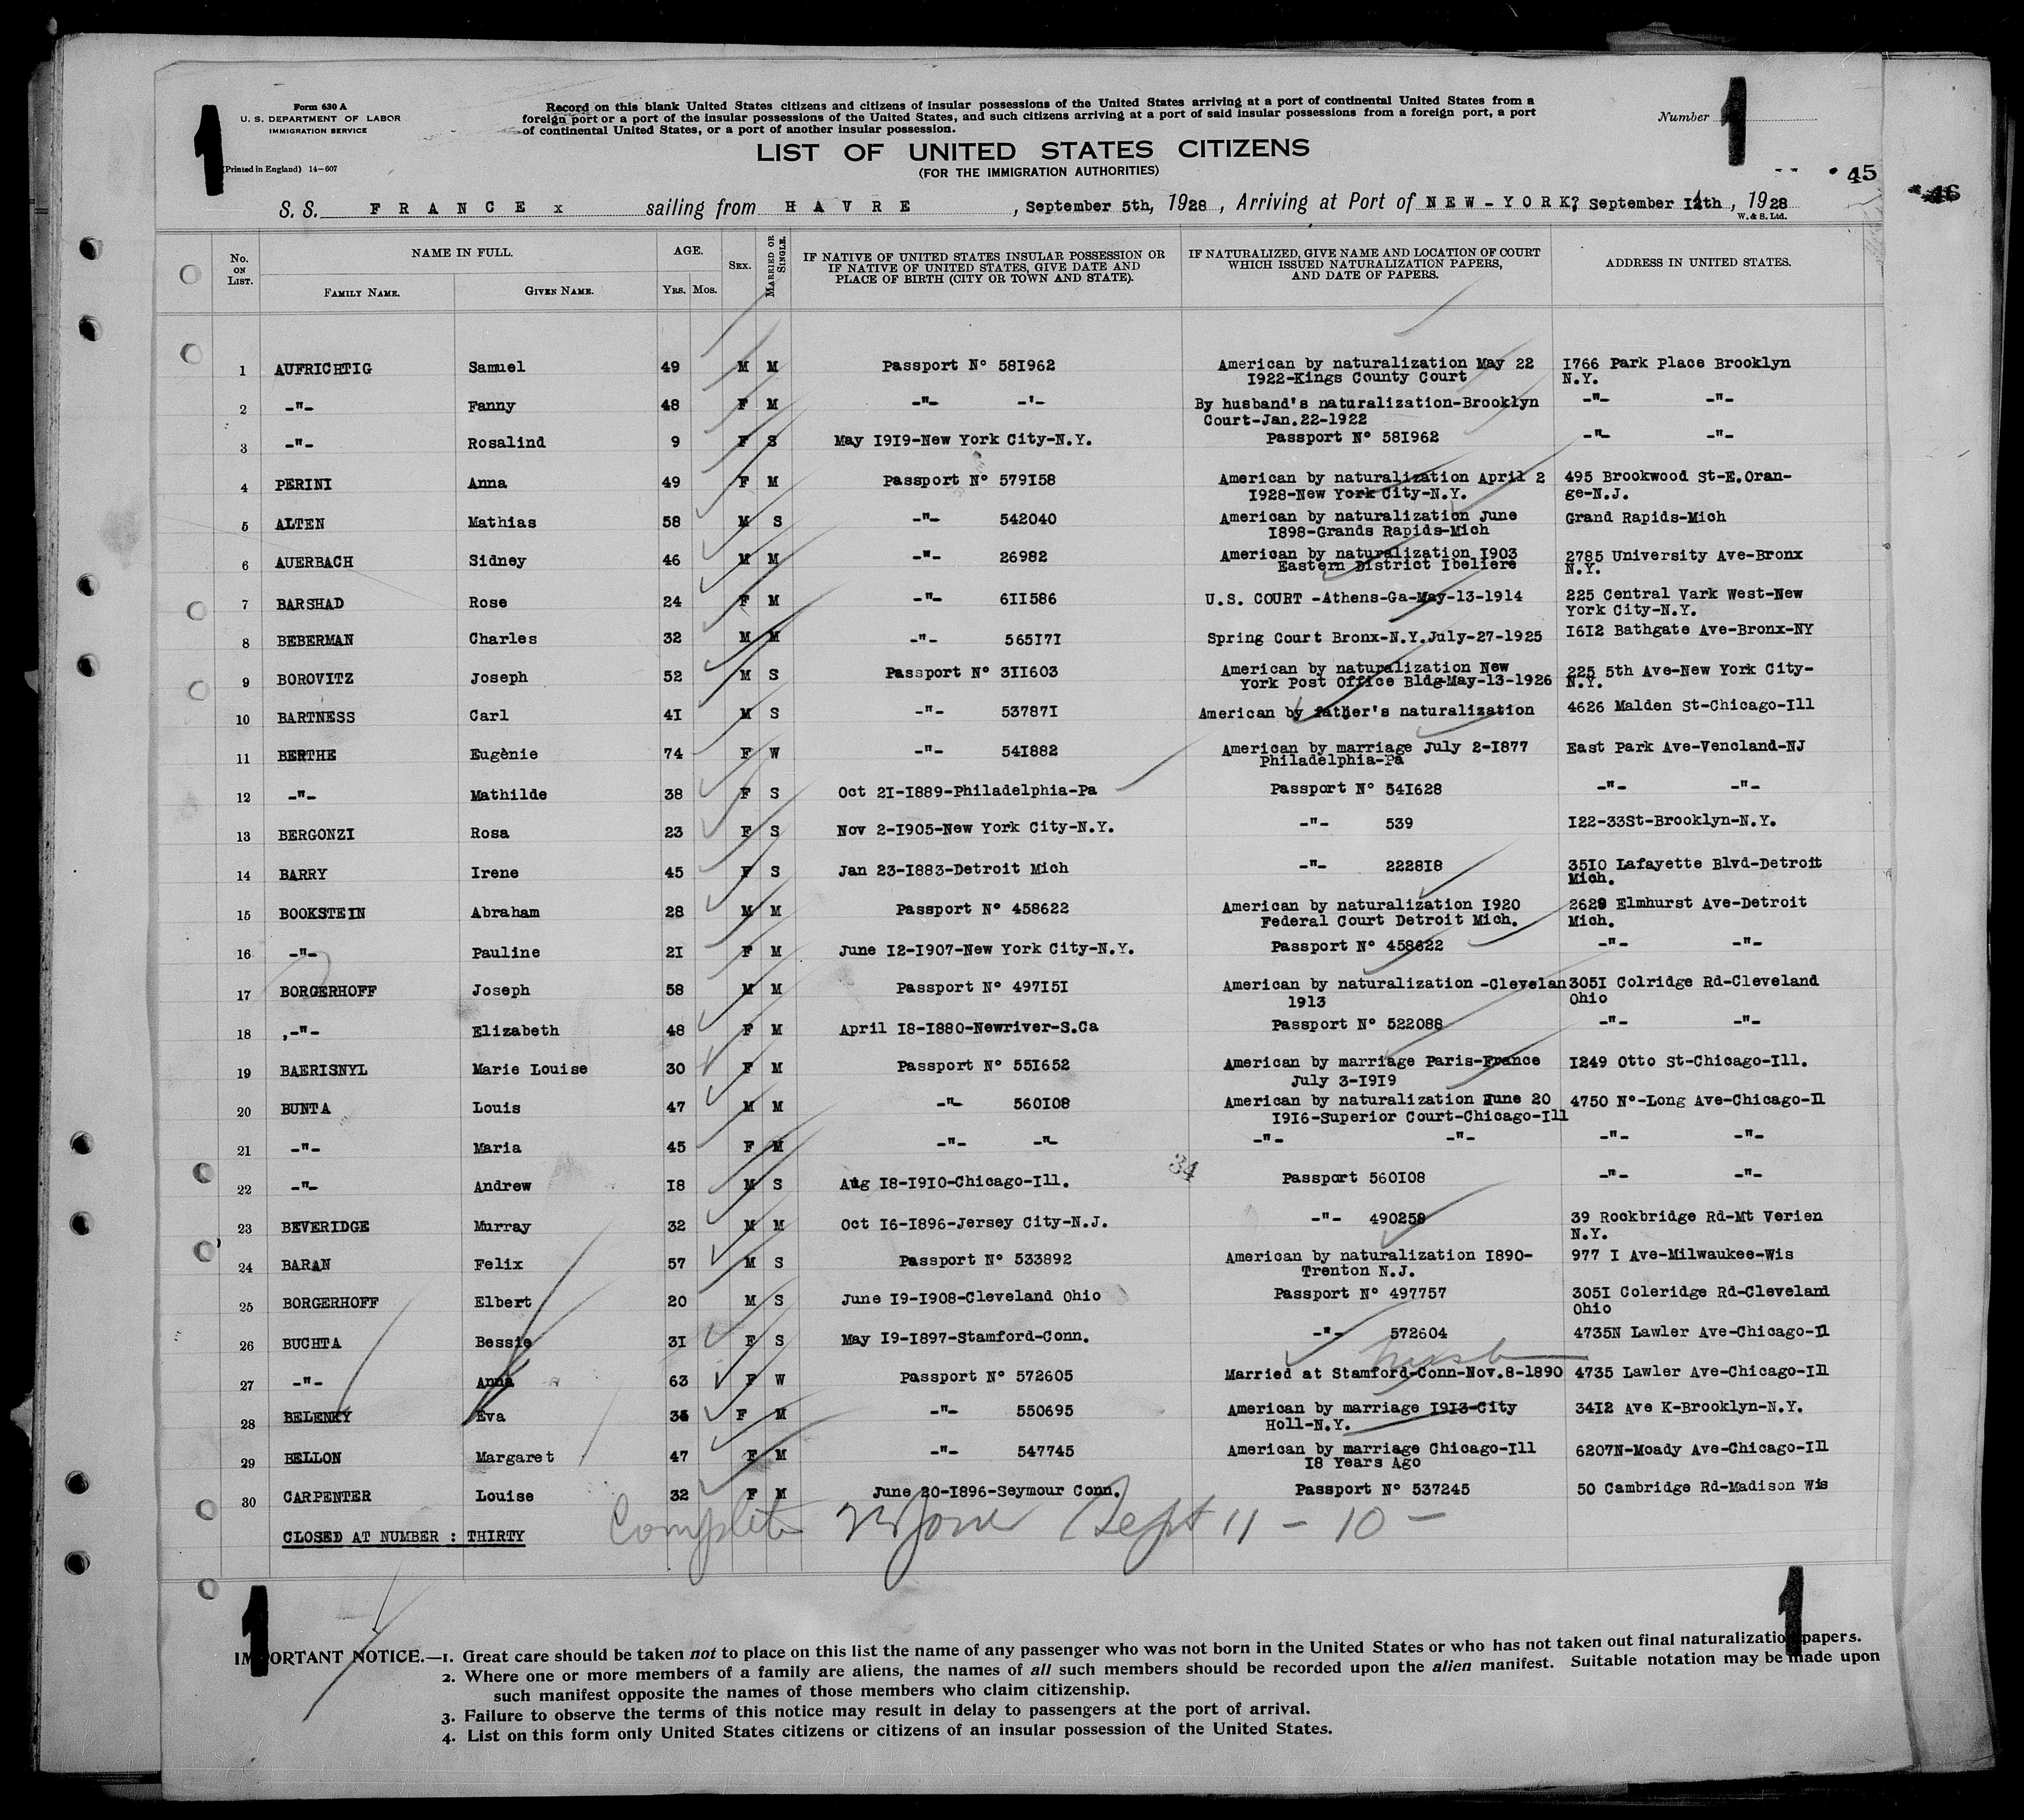 Form 630 A
U. S. DEPARTMENT OF LABOR
IMMIGRATION SERVICE
(Printed in England) 14—607
1
Record on this blank United States citizens and citizens of insular possessions of the United States arriving at a port of continental United States from a
foreign port or a port of the insular possessions of the United States, and such citizens arriving at a port of said insular possessions from a foreign port, a port
of continental United States, or a port of another insular possession.
Number
1
LIST OF UNITED STATES CITIZENS
(FOR THE IMMIGRATION AUTHORITIES)
45
46
S. S. FRANCE x sailing from HAVRE, September 5th, 1928, Arriving at Port of NEW-YORK, September 12th, 1928
W. & S. Ltd.
No. ON LIST. NAME IN FULL. FAMILY NAME. GIVEN NAME. AGE. YRS. MOS. SEX. MARRIED OR SINGLE. IF NATIVE OF UNITED STATES INSULAR POSSESSION OR IF NATIVE OF UNITED STATES, GIVE DATE AND PLACE OF BIRTH (CITY OR TOWN AND STATE). IF NATURALIZED, GIVE NAME AND LOCATION OF COURT WHICH ISSUED NATURALIZATION PAPERS, AND DATE OF PAPERS. ADDRESS IN UNITED STATES.
1 AUFRICHTIG Samuel 49 M M Passport N° 581962 American by naturalization May 22 1766 Park Place Brooklyn
1922-Kings County Court N.Y.
2 -"- Fanny 48 F M -"- -'- By husband's naturalization-Brooklyn -"- -"-
Court-Jan.22-1922
3 -"- Rosalind 9 F S May 1919-New York City-N.Y. Passport N° 581962 -"- -"-
4 PERINI Anna 49 F M Passport N° 579158 American by naturalization April 2 495 Brookwood St-E.Oran-
1928-New York City-N.Y. ge-N.J.
5 ALTEN Mathias 58 M S -"- 542040 American by naturalization June Grand Rapids-Mich
1898-Grands Rapids-Mich
6 AUERBACH Sidney 46 M M -"- 26982 American by naturalization 1903 2785 University Ave-Bronx
Eastern District Ibeliere N.Y.
7 BARSHAD Rose 24 F M -"- 611586 U.S. COURT -Athens-Ga-May-13-1914 225 Central Vark West-New
York City-N.Y.
8 BEBERMAN Charles 32 M M -"- 565171 Spring Court Bronx-N.Y.July-27-1925 1612 Bathgate Ave-Bronx-NY
9 BOROVITZ Joseph 52 M S Passport N° 311603 American by naturalization New 225 5th Ave-New York City-
York Post Office Bldg-May-13-1926 N.Y.
10 BARTNESS Carl 41 M S -"- 537871 American by father's naturalization 4626 Malden St-Chicago-Ill
11 BERTHE Eugènie 74 F W -"- 541882 American by marriage July 2-1877 East Park Ave-Vencland-NJ
Philadelphia-Pa
12 -"- Mathilde 38 F S Oct 21-1889-Philadelphia-Pa Passport N° 541628 -"- -"-
13 BERGONZI Rosa 23 F S Nov 2-1905-New York City-N.Y. -"- 539 122-33St-Brooklyn-N.Y.
14 BARRY Irene 45 F S Jan 23-1883-Detroit Mich -"- 222818 3510 Lafayette Blvd-Detroit
Mich.
15 BOOKSTEIN Abraham 28 M M Passport N° 458622 American by naturalization 1920 2629 Elmhurst Ave-Detroit
Federal Court Detroit Mich. Mich.
16 -"- Pauline 21 F M June 12-1907-New York City-N.Y. Passport N° 458622 -"- -"-
17 BORGERHOFF Joseph 58 M M Passport N° 497151 American by naturalization -Clevelan 3051 Colridge Rd-Cleveland
1913 Ohio
18 ,-"- Elizabeth 48 F M April 18-1880-Newriver-S.Ca Passport N° 522088 -"- -"-
19 BAERISNYL Marie Louise 30 F M Passport N° 551652 American by marriage Paris-France 1249 Otto St-Chicago-Ill.
July 3-1919
20 BUNTA Louis 47 M M -"- 560108 American by naturalization June 20 4750 N°-Long Ave-Chicago-Il
1916-Superior Court-Chicago-Ill
21 -"- Maria 45 F M -"- -"- -"- -"- -"- -"-
34
22 -"- Andrew 18 M S Aug 18-1910-Chicago-Ill. Passport 560108 -"- -"-
23 BEVERIDGE Murray 32 M M Oct 16-1896-Jersey City-N.J. -"- 490258 39 Rockbridge Rd-Mt Verien
N.Y.
24 BARAN Felix 57 M S Passport N° 533892 American by naturalization 1890- 977 I Ave-Milwaukee-Wis
Trenton N.J.
25 BORGERHOFF Elbert 20 M S June 19-1908-Cleveland Ohio Passport N° 497757 3051 Coleridge Rd-Cleveland
Ohio
26 BUCHTA Bessie 31 F S May 19-1897-Stamford-Conn. -"- 572604 4735N Lawler Ave-Chicago-Il
27 -"- Anna 63 F W Passport N° 572605 Married at Stamford-Conn-Nov.8-1890 4735 Lawler Ave-Chicago-Ill
28 BELENKY Eva F M -"- 550695 American by marriage 1913-City 3412 Ave K-Brooklyn-N.Y.
Holl-N.Y.
29 BELLON Margaret 47 F M -"- 547745 American by marriage Chicago-Ill 6207N-Moady Ave-Chicago-Ill
18 Years Ago
30 CARPENTER Louise 32 F M June 20-1896-Seymour Conn. Passport N° 537245 50 Cambridge Rd-Madison Wis
CLOSED AT NUMBER : THIRTY
Complete Sept 11 - 10 -
1
1
IMPORTANT NOTICE.—1. Great care should be taken not to place on this list the name of any passenger who was not born in the United States or who has not taken out final naturalization papers.
2. Where one or more members of a family are aliens, the names of all such members should be recorded upon the alien manifest. Suitable notation may be made upon
such manifest opposite the names of those members who claim citizenship.
3. Failure to observe the terms of this notice may result in delay to passengers at the port of arrival.
4. List on this form only United States citizens or citizens of an insular possession of the United States.